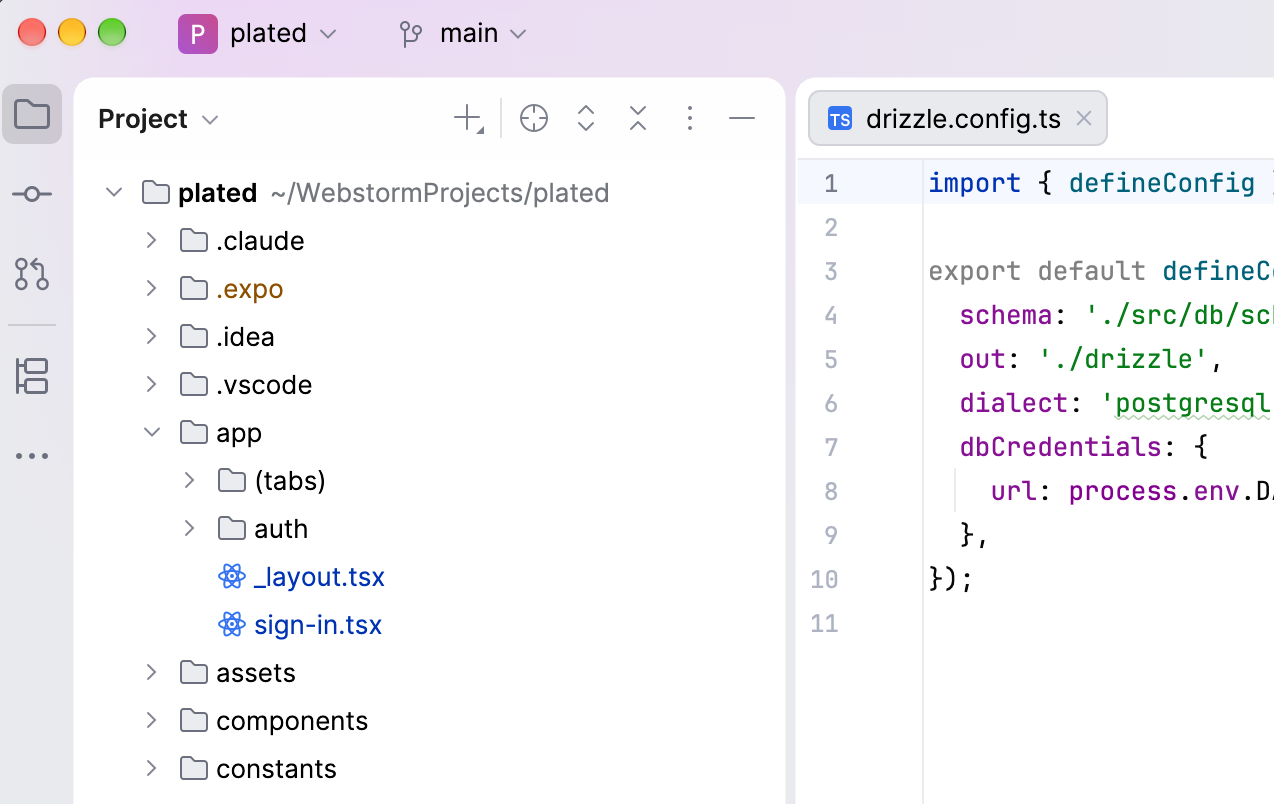 P plated main
Project
plated ~/WebstormProjects/plated
.claude
.expo
.idea
.vscode
app
(tabs)
auth
_layout.tsx
sign-in.tsx
assets
components
constants
TS drizzle.config.ts
1 import { defineConfig
2
3 export default defineC
4 schema: './src/db/sc
5 out: './drizzle',
6 dialect: 'postgresql
7 dbCredentials: {
8 url: process.env.D
9 },
10 });
11